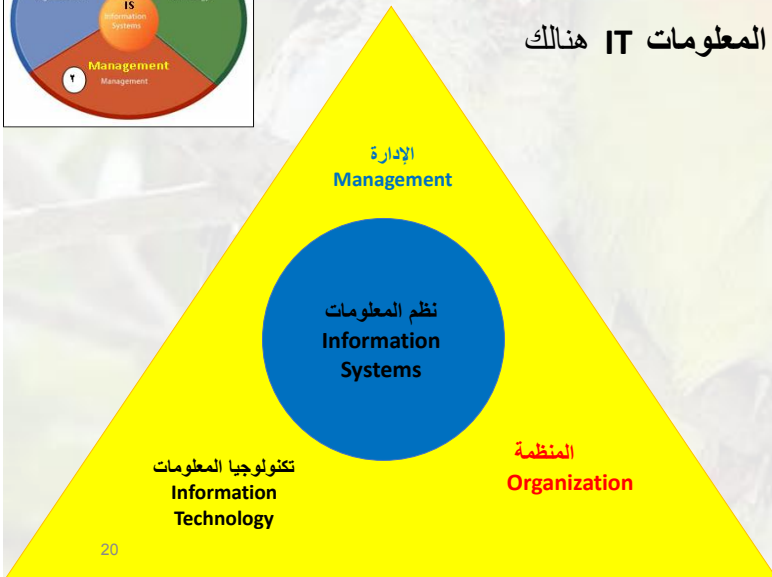 المعلومات IT هنالك
IS
Information
Systems
Management
٢
Management
الإدارة
Management
نظم المعلومات
Information
Systems
تكنولوجيا المعلومات
Information
Technology
المنظمة
Organization
20